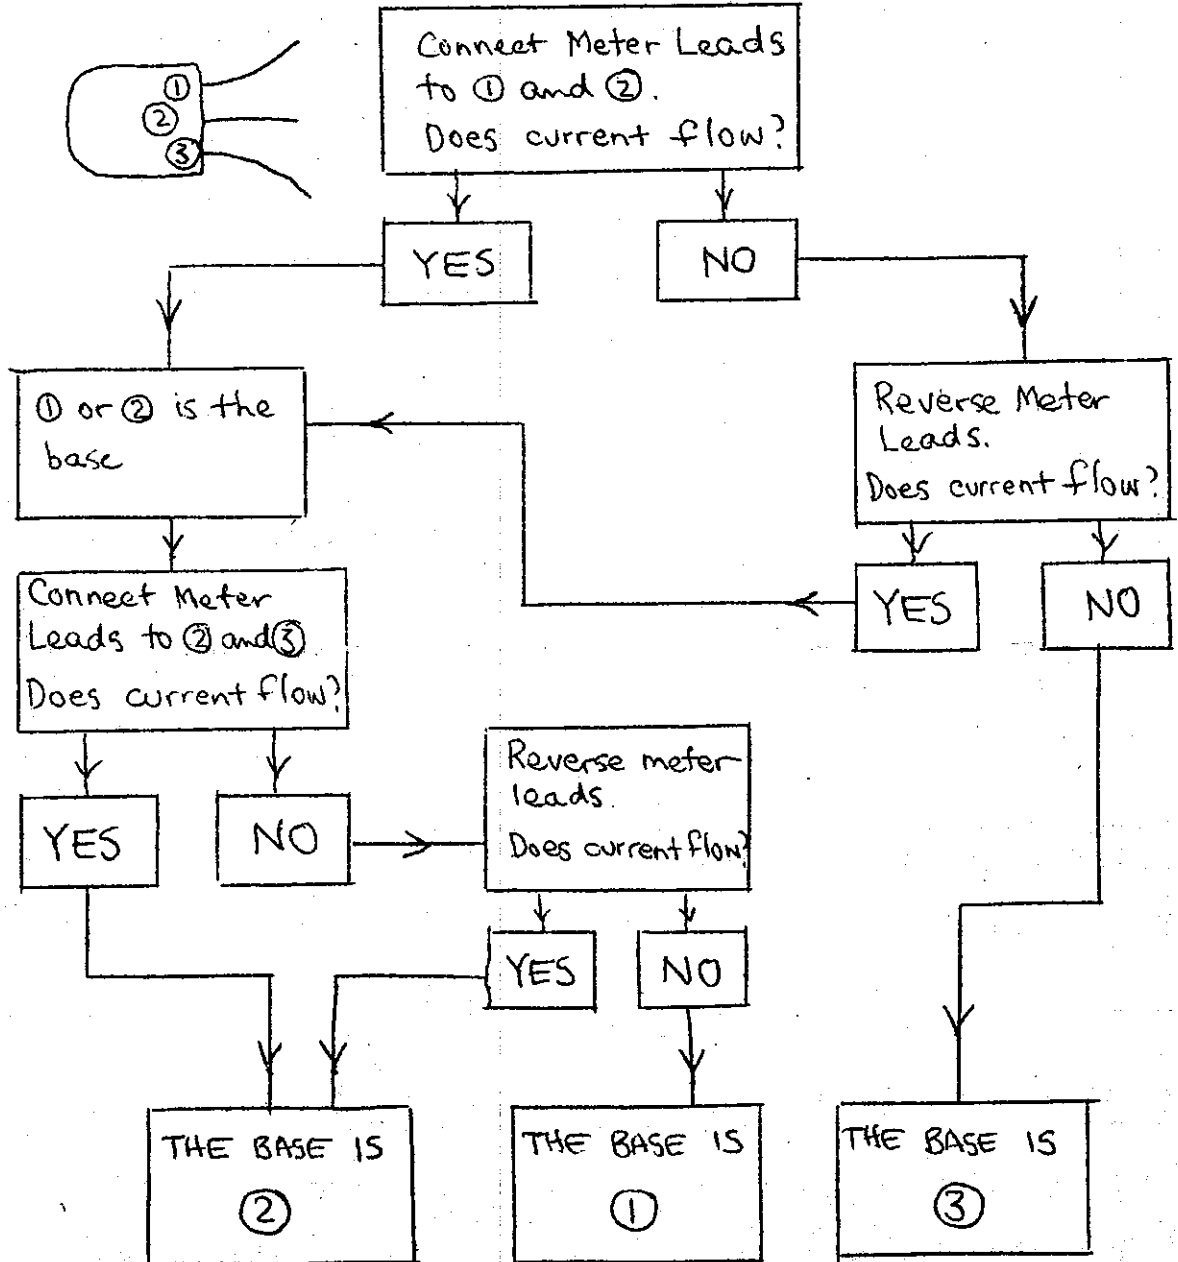 ①
②
③
Connect Meter Leads
to ① and ②.
Does current flow?
YES
NO
① or ② is the
base
Reverse Meter
Leads.
Does current flow?
YES
NO
Connect Meter
Leads to ② and ③
Does current flow?
YES
NO
Reverse meter
leads.
Does current flow?
YES
NO
THE BASE IS
②
THE BASE IS
①
THE BASE IS
③